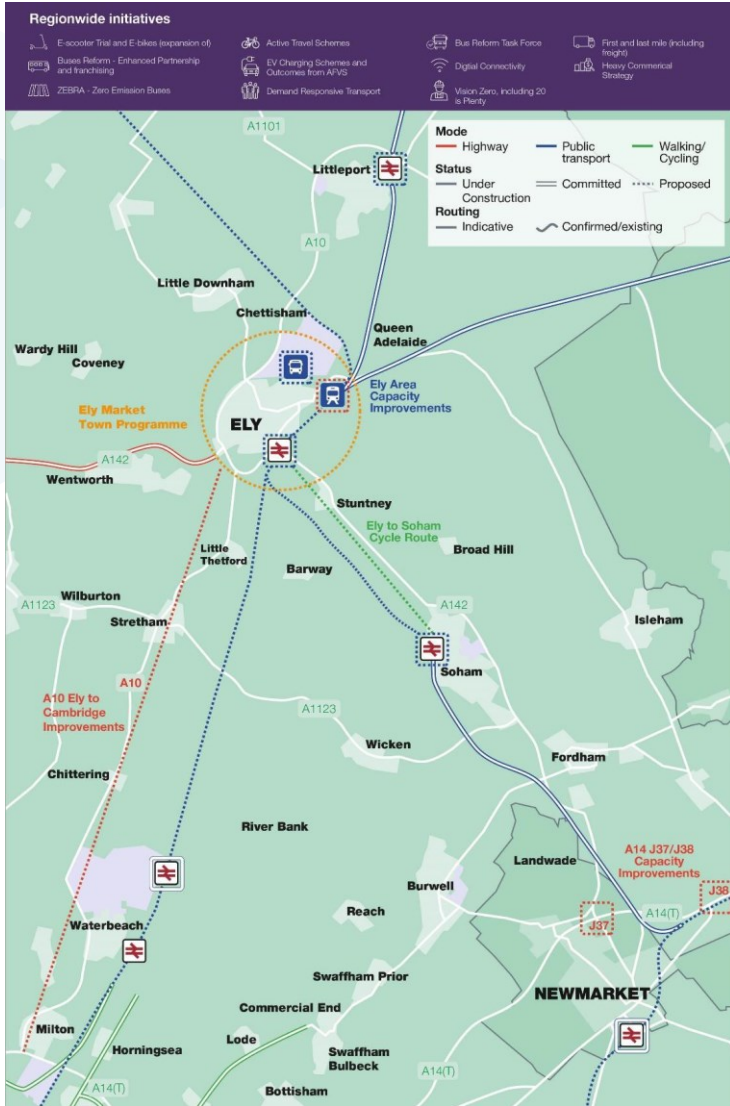 Regionwide initiatives
E-scooter Trial and E-bikes (expansion of)
Buses Reform - Enhanced Partnership
and franchising
ZEBRA - Zero Emission Buses
Active Travel Schemes
EV Charging Schemes and
Outcomes from AFVS
Demand Responsive Transport
Bus Reform Task Force
Digtial Connectivity
Vision Zero, including 20
is Plenty
First and last mile (including
freight)
Heavy Commerical
Strategy
Mode
Highway
Public
transport
Walking/
Cycling
Status
Under
Construction
Committed
Proposed
Routing
Indicative
Confirmed/existing
A1101
Littleport
A10
Little Downham
Chettisham
Queen
Adelaide
Wardy Hill
Coveney
Ely Market
Town Programme
ELY
Ely Area
Capacity
Improvements
A142
Wentworth
Stuntney
Ely to Soham
Cycle Route
Broad Hill
Little
Thetford
Barway
A142
Wilburton
A1123
Stretham
Isleham
Soham
A10
A10 Ely to
Cambridge
Improvements
A1123
Wicken
Fordham
Chittering
River Bank
Landwade
A14 J37/J38
Capacity
Improvements
Burwell
J38
Reach
J37
A14(T)
Waterbeach
Swaffham Prior
NEWMARKET
Commercial End
Milton
Horningsea
Lode
Swaffham
Bulbeck
A14(T)
A14(T)
Bottisham